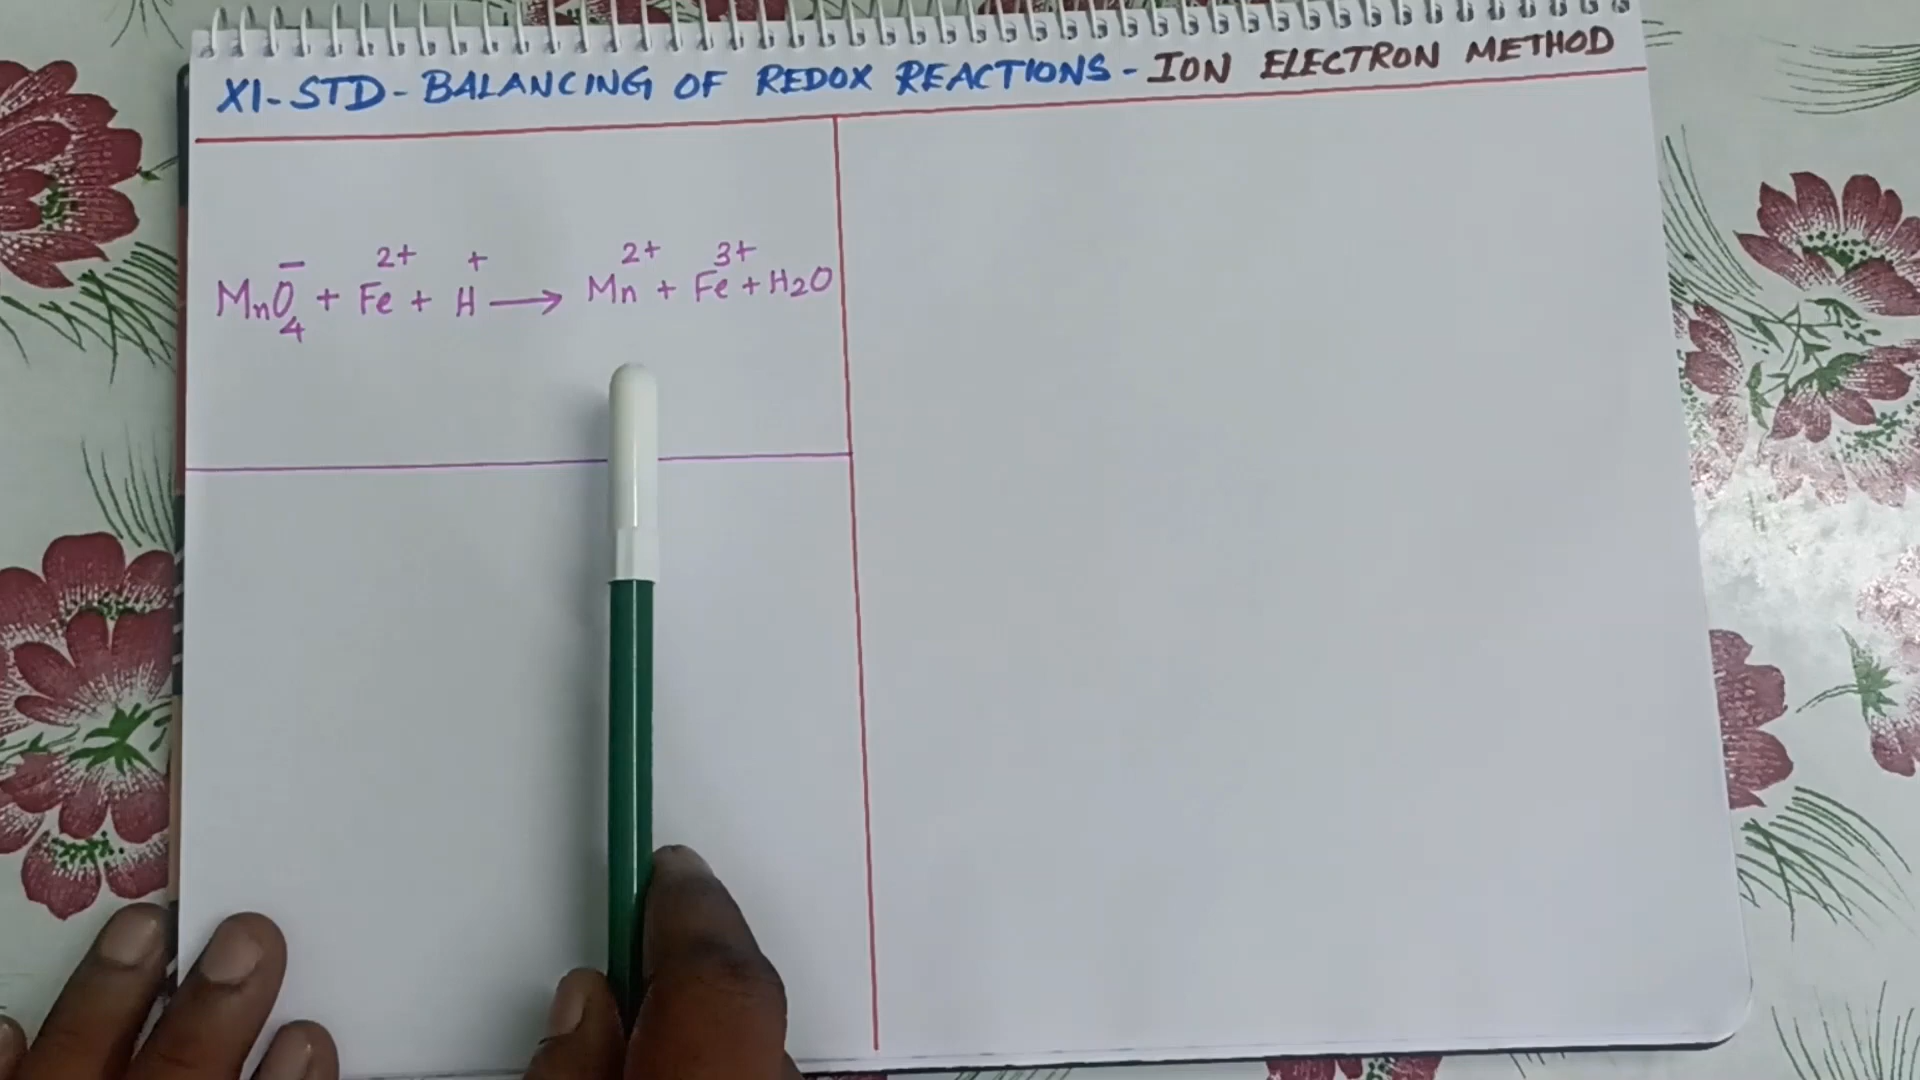 XI-STD-BALANCING OF REDOX REACTIONS - ION ELECTRON METHOD
MnO₄⁻ + Fe²⁺ + H⁺ ⟶ Mn²⁺ + Fe³⁺ + H₂O